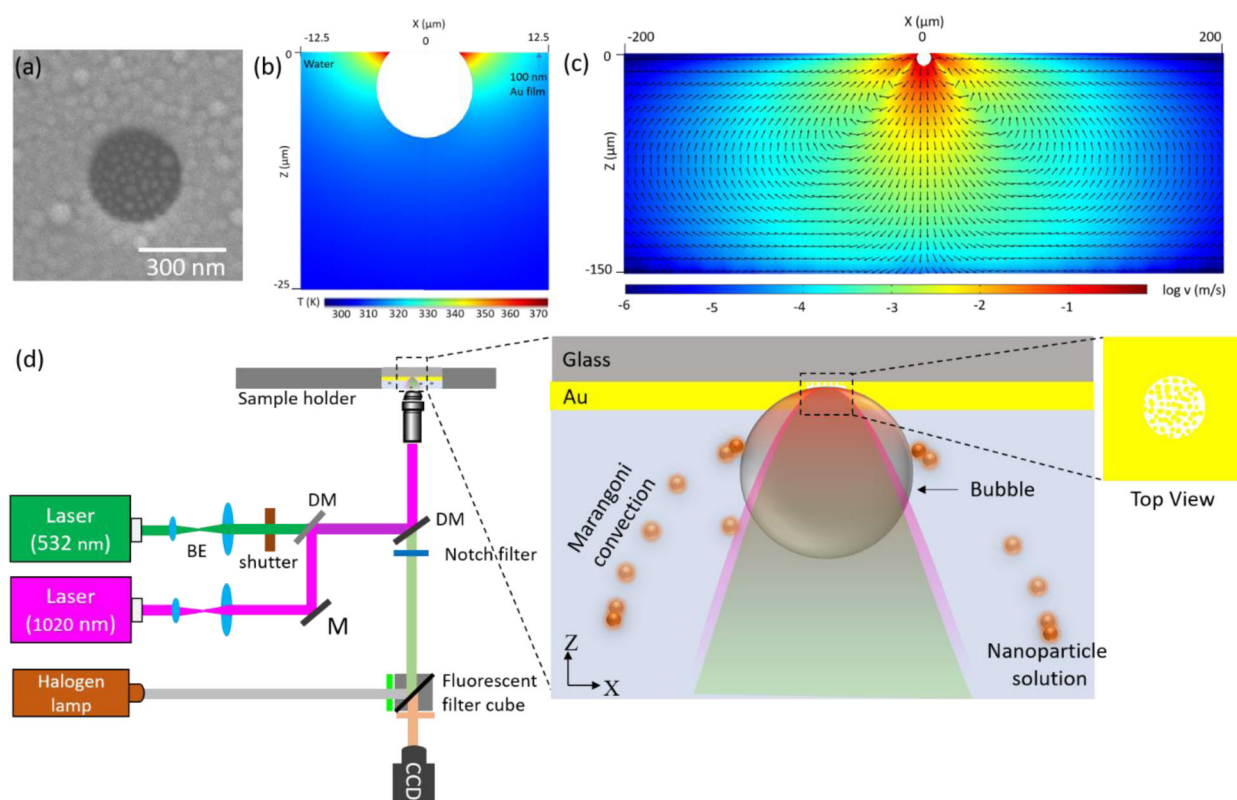 (a)
300 nm
(b)
X (µm)
-12.5
0
12.5
0
Water
100 nm
Au film
Z (µm)
-25
T (K)
300 310 320 330 340 350 360 370
(c)
X (µm)
-200
0
200
0
Z (µm)
-150
log v (m/s)
-6
-5
-4
-3
-2
-1
(d)
Sample holder
Laser
(532 nm)
BE
shutter
DM
DM
Notch filter
Laser
(1020 nm)
M
Halogen
lamp
Fluorescent
filter cube
CCD
Glass
Au
Marangoni
convection
Bubble
Nanoparticle
solution
Z
X
Top View